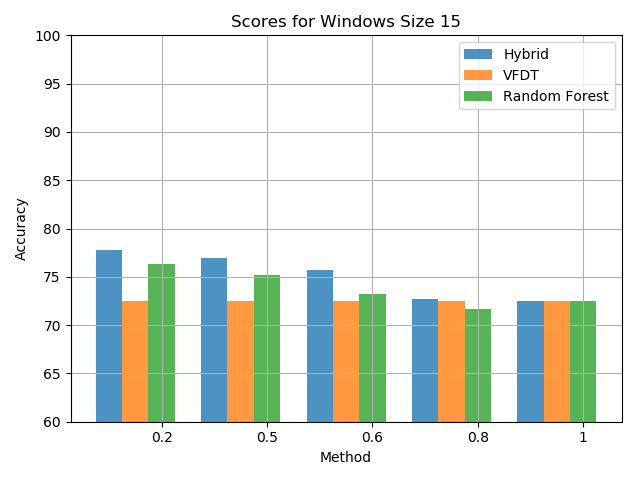 Scores for Windows Size 15
100
95
90
85
80
75
70
65
60
Accuracy
Hybrid
VFDT
Random Forest
0.2 0.5 0.6 0.8 1
Method